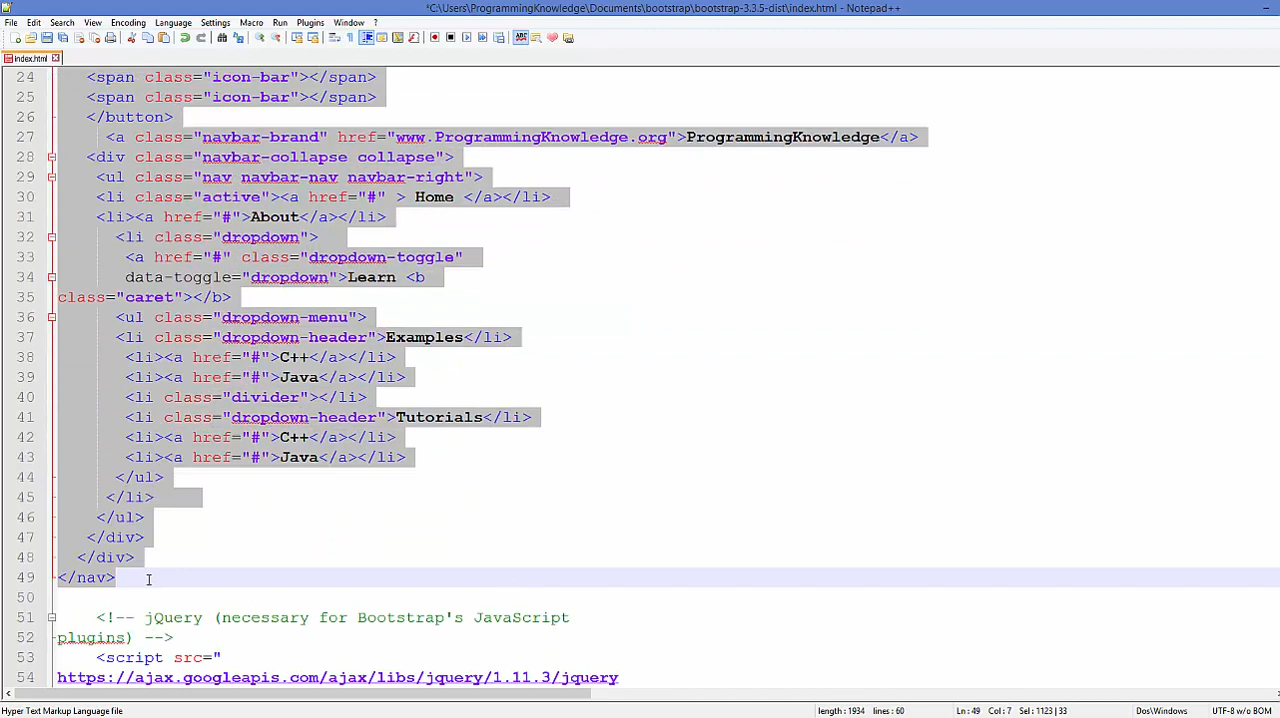 *C:\Users\ProgrammingKnowledge\Documents\bootstrap\bootstrap-3.3.5-dist\index.html - Notepad++
File Edit Search View Encoding Language Settings Macro Run Plugins Window ?
index.html
24 <span class="icon-bar"></span>
25 <span class="icon-bar"></span>
26 </button>
27 <a class="navbar-brand" href="www.ProgrammingKnowledge.org">ProgrammingKnowledge</a>
28 <div class="navbar-collapse collapse">
29 <ul class="nav navbar-nav navbar-right">
30 <li class="active"><a href="#" > Home </a></li>
31 <li><a href="#">About</a></li>
32 <li class="dropdown">
33 <a href="#" class="dropdown-toggle"
34 data-toggle="dropdown">Learn <b
35 class="caret"></b>
36 <ul class="dropdown-menu">
37 <li class="dropdown-header">Examples</li>
38 <li><a href="#">C++</a></li>
39 <li><a href="#">Java</a></li>
40 <li class="divider"></li>
41 <li class="dropdown-header">Tutorials</li>
42 <li><a href="#">C++</a></li>
43 <li><a href="#">Java</a></li>
44 </ul>
45 </li>
46 </ul>
47 </div>
48 </div>
49 </nav>
50
51 <!-- jQuery (necessary for Bootstrap's JavaScript
52 plugins) -->
53 <script src="
54 https://ajax.googleapis.com/ajax/libs/jquery/1.11.3/jquery
Hyper Text Markup Language file length : 1934 lines : 60 Ln : 49 Col : 7 Sel : 1123 | 33 Dos\Windows UTF-8 w/o BOM